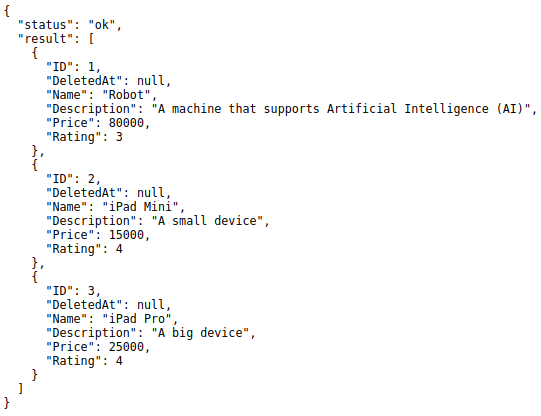 {
  "status": "ok",
  "result": [
    {
      "ID": 1,
      "DeletedAt": null,
      "Name": "Robot",
      "Description": "A machine that supports Artificial Intelligence (AI)",
      "Price": 80000,
      "Rating": 3
    },
    {
      "ID": 2,
      "DeletedAt": null,
      "Name": "iPad Mini",
      "Description": "A small device",
      "Price": 15000,
      "Rating": 4
    },
    {
      "ID": 3,
      "DeletedAt": null,
      "Name": "iPad Pro",
      "Description": "A big device",
      "Price": 25000,
      "Rating": 4
    }
  ]
}